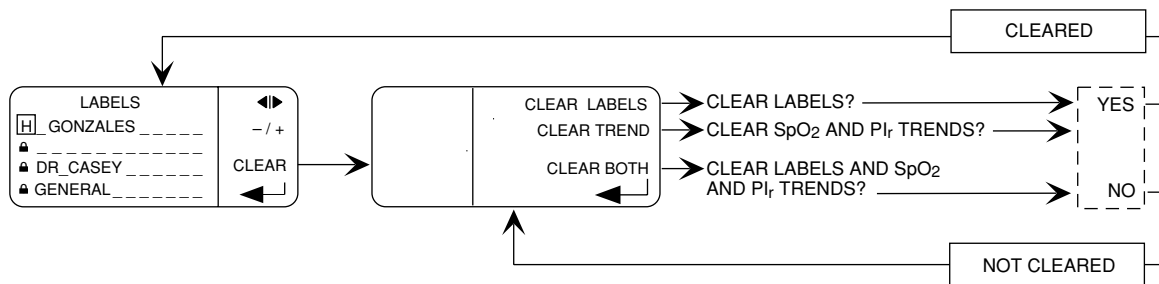 CLEARED
LABELS
H_GONZALES _ _ _ _ _
_ _ _ _ _ _ _ _ _ _ _ _
DR_CASEY _ _ _ _ _
GENERAL _ _ _ _ _ _ _
– / +
CLEAR
CLEAR LABELS
CLEAR TREND
CLEAR BOTH
CLEAR LABELS?
CLEAR SpO2 AND PIr TRENDS?
CLEAR LABELS AND SpO2
AND PIr TRENDS?
YES
NO
NOT CLEARED